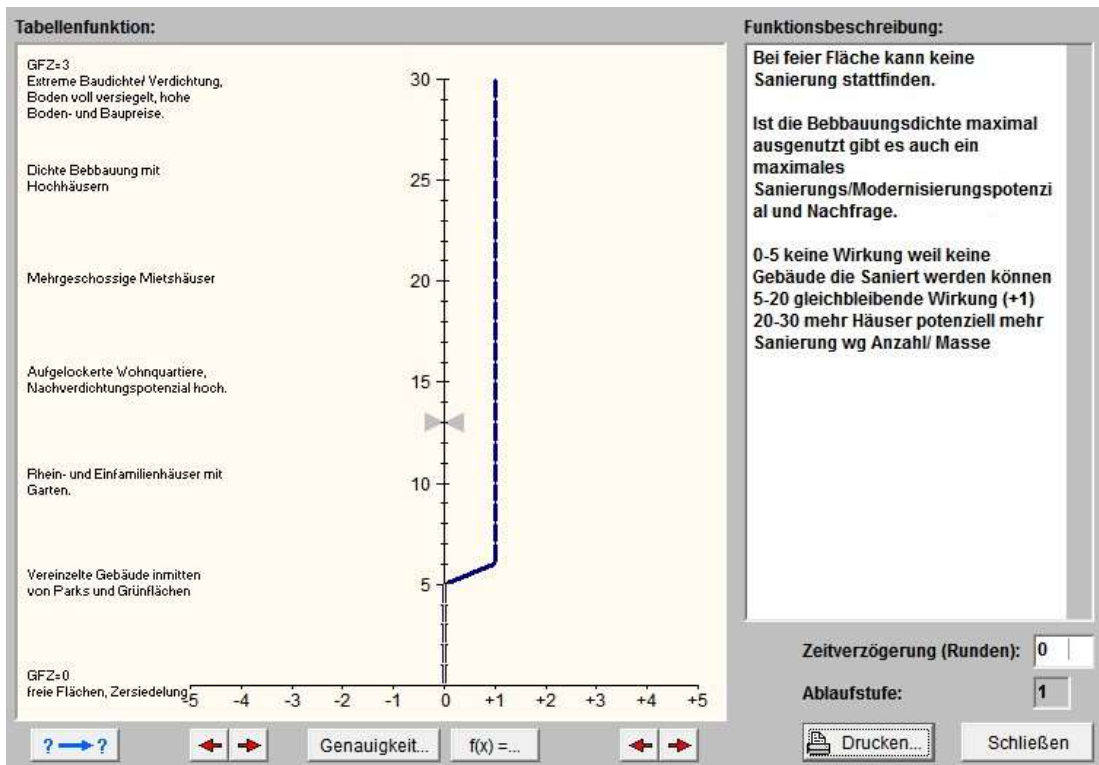 Tabellenfunktion:
GFZ=3
Extreme Baudichte/ Verdichtung,
Boden voll versiegelt, hohe
Boden- und Baupreise.
Dichte Bebbauung mit
Hochhäusern
Mehrgeschossige Mietshäuser
Aufgelockerte Wohnquartiere,
Nachverdichtungspotenzial hoch.
Rhein- und Einfamilienhäuser mit
Garten.
Vereinzelte Gebäude inmitten
von Parks und Grünflächen
GFZ=0
freie Flächen, Zersiedelung
30
25
20
15
10
5
-5 -4 -3 -2 -1 0 +1 +2 +3 +4 +5
? ?
Genauigkeit...
f(x) =...
Funktionsbeschreibung:
Bei feier Fläche kann keine
Sanierung stattfinden.
Ist die Bebbauungsdichte maximal
ausgenutzt gibt es auch ein
maximales
Sanierungs/Modernisierungspotenzi
al und Nachfrage.
0-5 keine Wirkung weil keine
Gebäude die Saniert werden können
5-20 gleichbleibende Wirkung (+1)
20-30 mehr Häuser potenziell mehr
Sanierung wg Anzahl/ Masse
Zeitverzögerung (Runden): 0
Ablaufstufe: 1
Drucken...
Schließen